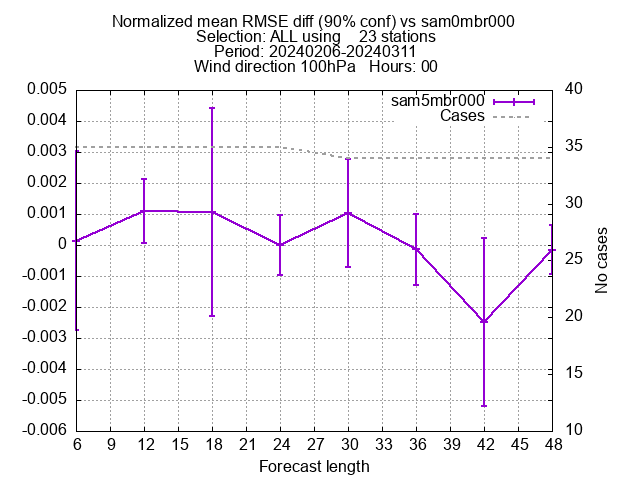 Normalized mean RMSE diff (90% conf) vs sam0mbr000
Selection: ALL using    23 stations
Period: 20240206-20240311
Wind direction 100hPa   Hours: 00
sam5mbr000
Cases
0.005
0.004
0.003
0.002
0.001
0
-0.001
-0.002
-0.003
-0.004
-0.005
-0.006
40
35
30
25
20
15
10
No cases
6 9 12 15 18 21 24 27 30 33 36 39 42 45 48
Forecast length